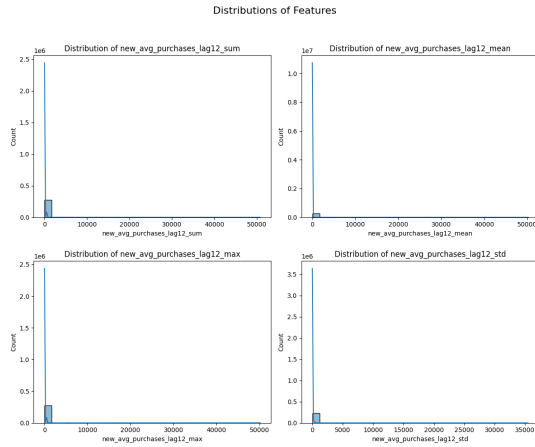 Distributions of Features
Distribution of new_avg_purchases_lag12_sum
1e6
2.5
2.0
1.5
1.0
0.5
0.0
Count
0 10000 20000 30000 40000 50000
new_avg_purchases_lag12_sum
Distribution of new_avg_purchases_lag12_mean
1e7
1.0
0.8
0.6
0.4
0.2
0.0
Count
0 10000 20000 30000 40000 50000
new_avg_purchases_lag12_mean
Distribution of new_avg_purchases_lag12_max
1e6
2.5
2.0
1.5
1.0
0.5
0.0
Count
0 10000 20000 30000 40000 50000
new_avg_purchases_lag12_max
Distribution of new_avg_purchases_lag12_std
1e6
3.5
3.0
2.5
2.0
1.5
1.0
0.5
0.0
Count
0 5000 10000 15000 20000 25000 30000 35000
new_avg_purchases_lag12_std